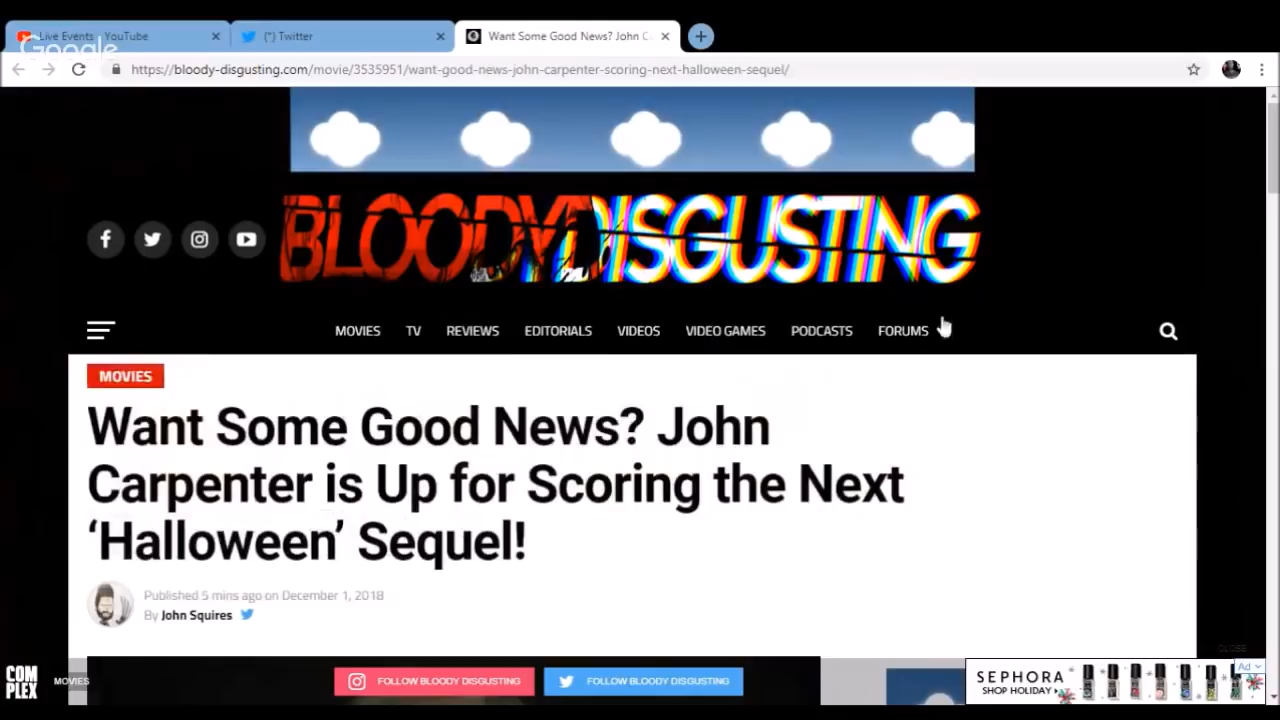 Live Events - YouTube
(*) Twitter
Want Some Good News? John C
Google
https://bloody-disgusting.com/movie/3535951/want-good-news-john-carpenter-scoring-next-halloween-sequel/
BLOODY DISGUSTING
MOVIES TV REVIEWS EDITORIALS VIDEOS VIDEO GAMES PODCASTS FORUMS
MOVIES
Want Some Good News? John
Carpenter is Up for Scoring the Next
‘Halloween’ Sequel!
Published 5 mins ago on December 1, 2018
By John Squires
CLOSE
COM
PLEX
MOVIES
FOLLOW BLOODY DISGUSTING
FOLLOW BLOODY DISGUSTING
SEPHORA
SHOP HOLIDAY
Ad